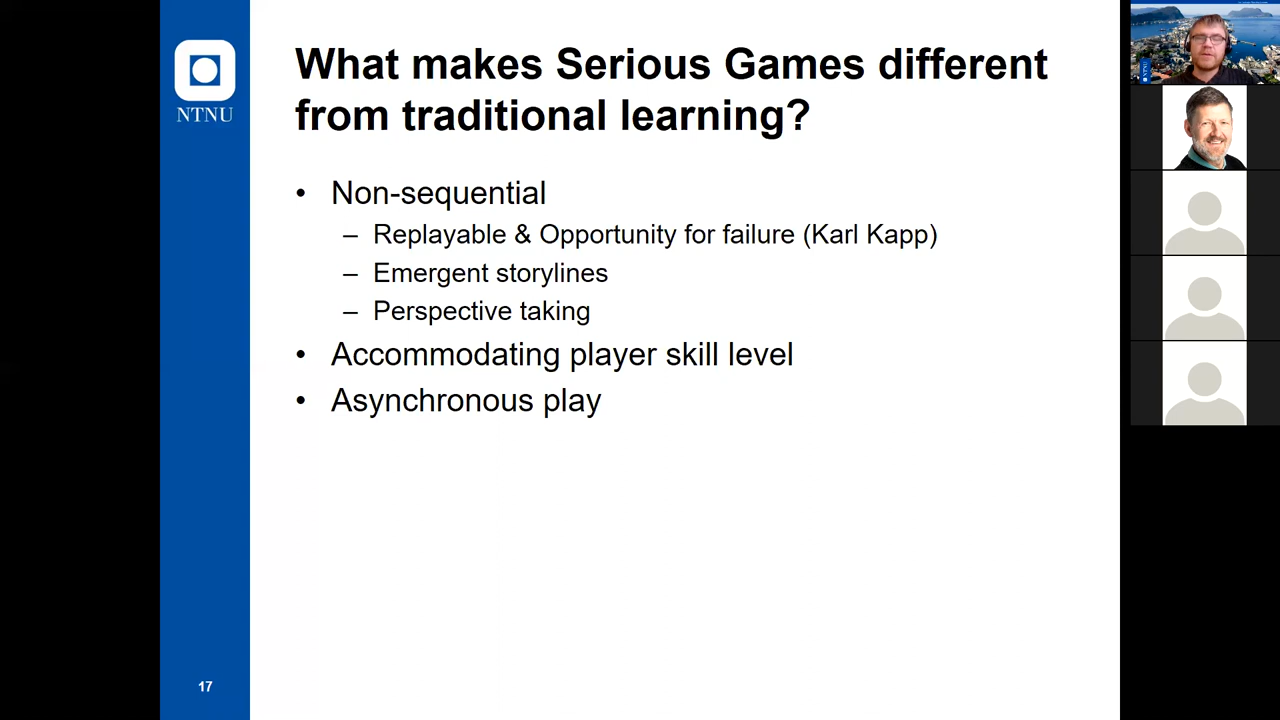 NTNU
What makes Serious Games different
from traditional learning?
• Non-sequential
– Replayable & Opportunity for failure (Karl Kapp)
– Emergent storylines
– Perspective taking
• Accommodating player skill level
• Asynchronous play
17